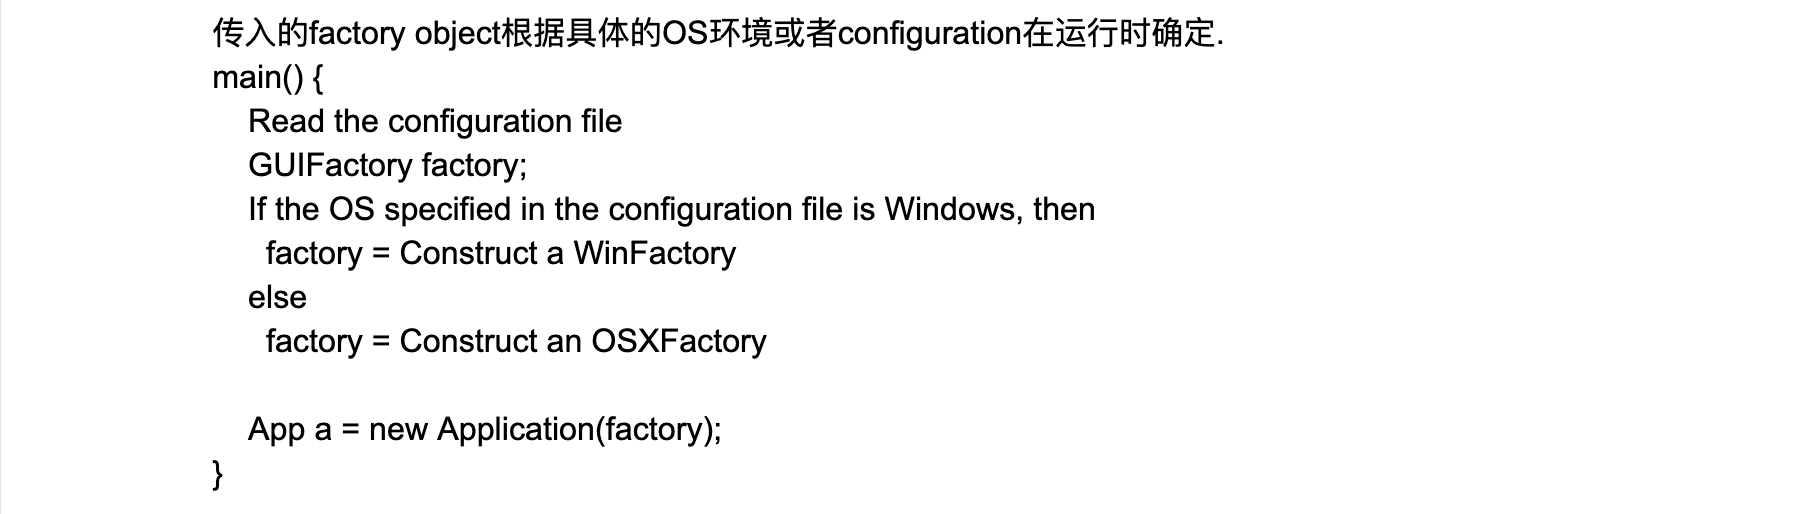 传入的factory object根据具体的OS环境或者configuration在运行时确定.
main() {
Read the configuration file
GUIFactory factory;
If the OS specified in the configuration file is Windows, then
factory = Construct a WinFactory
else
factory = Construct an OSXFactory
App a = new Application(factory);
}